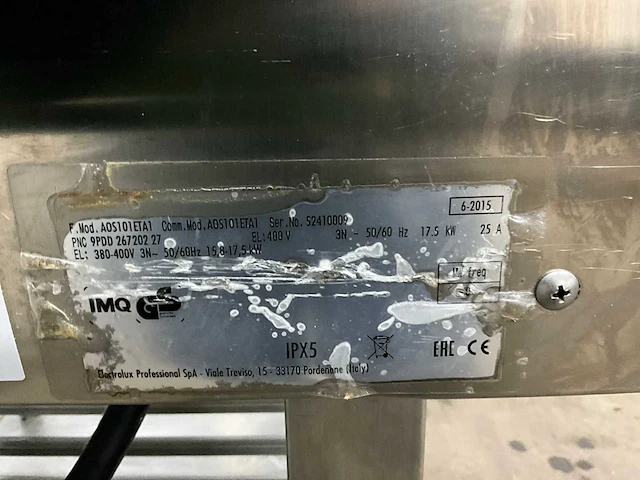 6-2015
F.Mod. AOS101ETA1 Comm.Mod. AOS101ETA1 Ser.No. 52410009
PNC 9PDD 267202 27 EL:400 V 3N~ 50/60 Hz 17.5 kW 25 A
EL: 380-400V 3N~ 50/60Hz 15,8-17,5kW
freq
IMQ GS
IPX5 EAC CE
Electrolux Professional SpA - Viale Treviso, 15 - 33170 Pordenone (Italy)